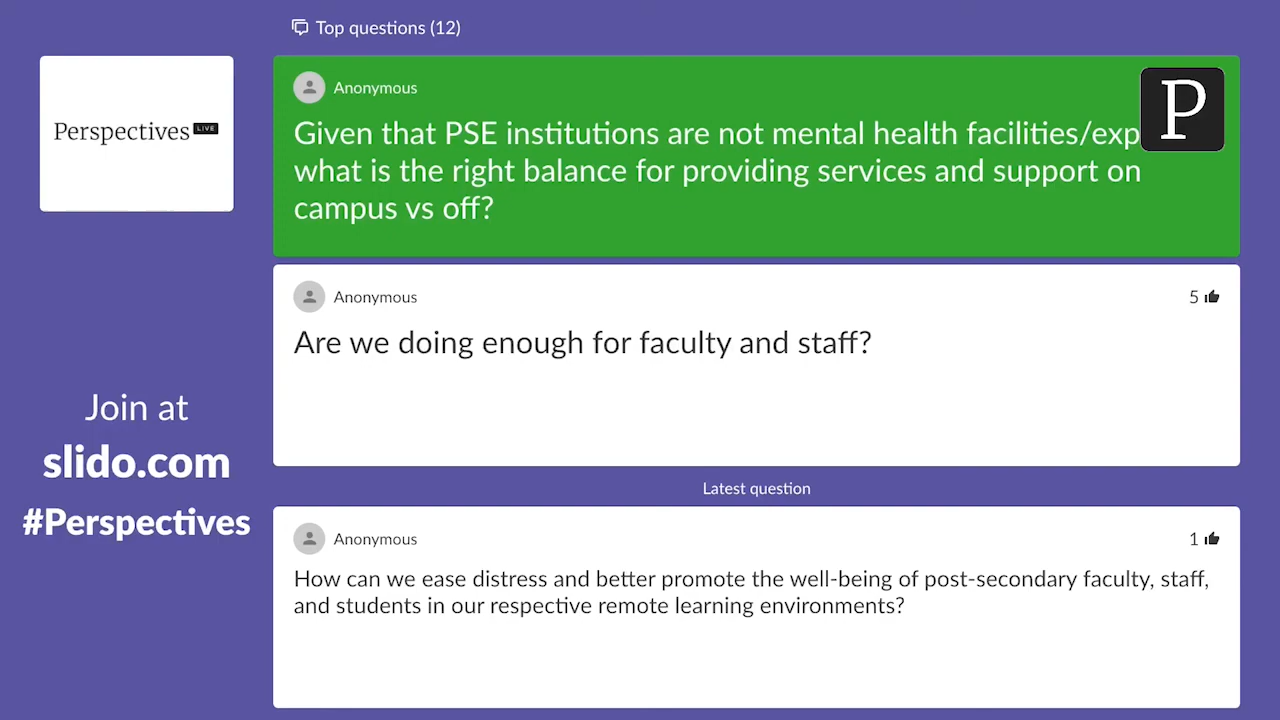 Top questions (12)
Perspectives LIVE
Anonymous
P
Given that PSE institutions are not mental health facilities/exp
what is the right balance for providing services and support on
campus vs off?
Anonymous
5
Are we doing enough for faculty and staff?
Join at
slido.com
#Perspectives
Latest question
Anonymous
1
How can we ease distress and better promote the well-being of post-secondary faculty, staff,
and students in our respective remote learning environments?